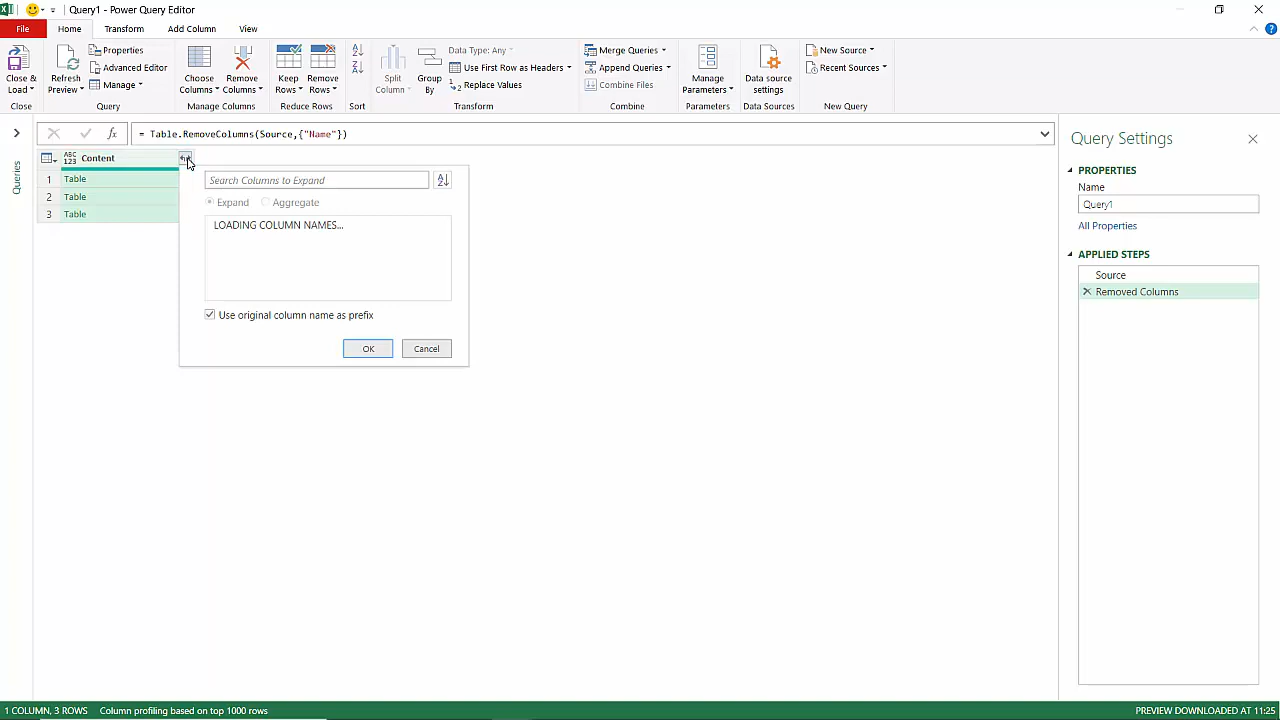 Query1 - Power Query Editor
File Home Transform Add Column View
Close & Load
Refresh Preview
Properties
Advanced Editor
Manage
Choose Columns
Remove Columns
Keep Rows
Remove Rows
Split Column
Group By
Data Type: Any
Use First Row as Headers
Replace Values
Merge Queries
Append Queries
Combine Files
Manage Parameters
Data source settings
New Source
Recent Sources
Close Query Manage Columns Reduce Rows Sort Transform Combine Parameters Data Sources New Query
= Table.RemoveColumns(Source,{"Name"})
Queries
ABC
123
Content
1 Table
2 Table
3 Table
Search Columns to Expand
Expand Aggregate
LOADING COLUMN NAMES...
Use original column name as prefix
OK Cancel
Query Settings
PROPERTIES
Name
Query1
All Properties
APPLIED STEPS
Source
Removed Columns
1 COLUMN, 3 ROWS Column profiling based on top 1000 rows PREVIEW DOWNLOADED AT 11:25